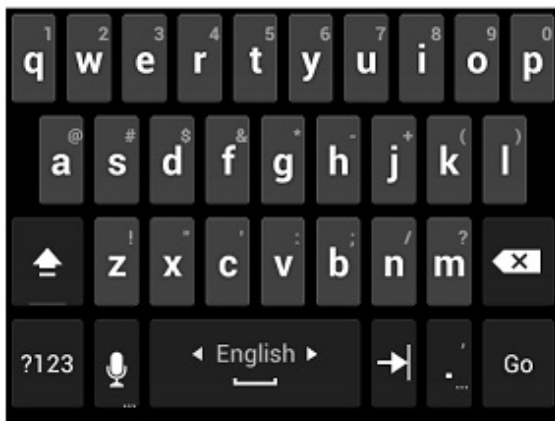 1 2 3 4 5 6 7 8 9 0
q w e r t y u i o p
@ # $ & * - + ( )
a s d f g h j k l
! " ' : ; / ?
z x c v b n m
?123 ◄ English ► . , ... ... Go